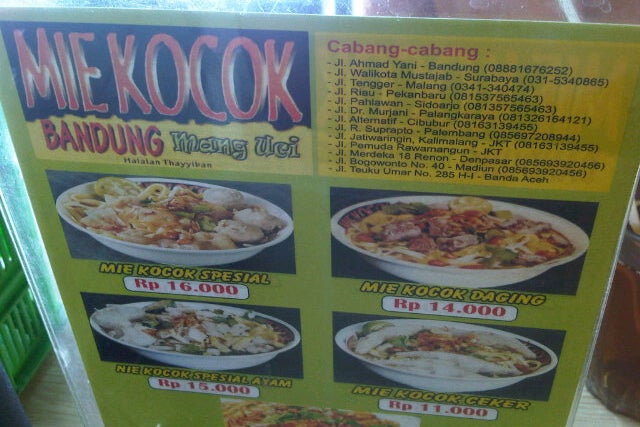 MIE KOCOK
BANDUNG Mang Uci
Halalan Thayyiban
Cabang-cabang :
- Jl. Ahmad Yani - Bandung (08881676252)
- Jl. Walikota Mustajab - Surabaya (031-5340865)
- Jl. Tengger - Malang (0341-340474)
- Jl. Riau - Pekanbaru (081537565463)
- Jl. Pahlawan - Sidoarjo (081357565463)
- Jl. Dr. Murjani - Palangkaraya (081326164121)
- Jl. Alternatif - Cibubur (08163139455)
- Jl. R. Suprapto - Palembang (085697208944)
- Jl. Jatwaringin, Kalimalang - JKT (08163139455)
- Jl. Pemuda Rawamangun - JKT
- Jl. Merdeka 18 Renon - Denpasar (085693920456)
- Jl. Bogowonto No. 40 - Madiun (085693920456)
- Jl. Teuku Umar No. 285 H-I - Banda Aceh
MIE KOCOK SPESIAL
Rp 16.000
MIE KOCOK DAGING
Rp 14.000
NIE KOCOK SPESIAL AYAM
Rp 15.000
MIE KOCOK CEKER
Rp 11.000